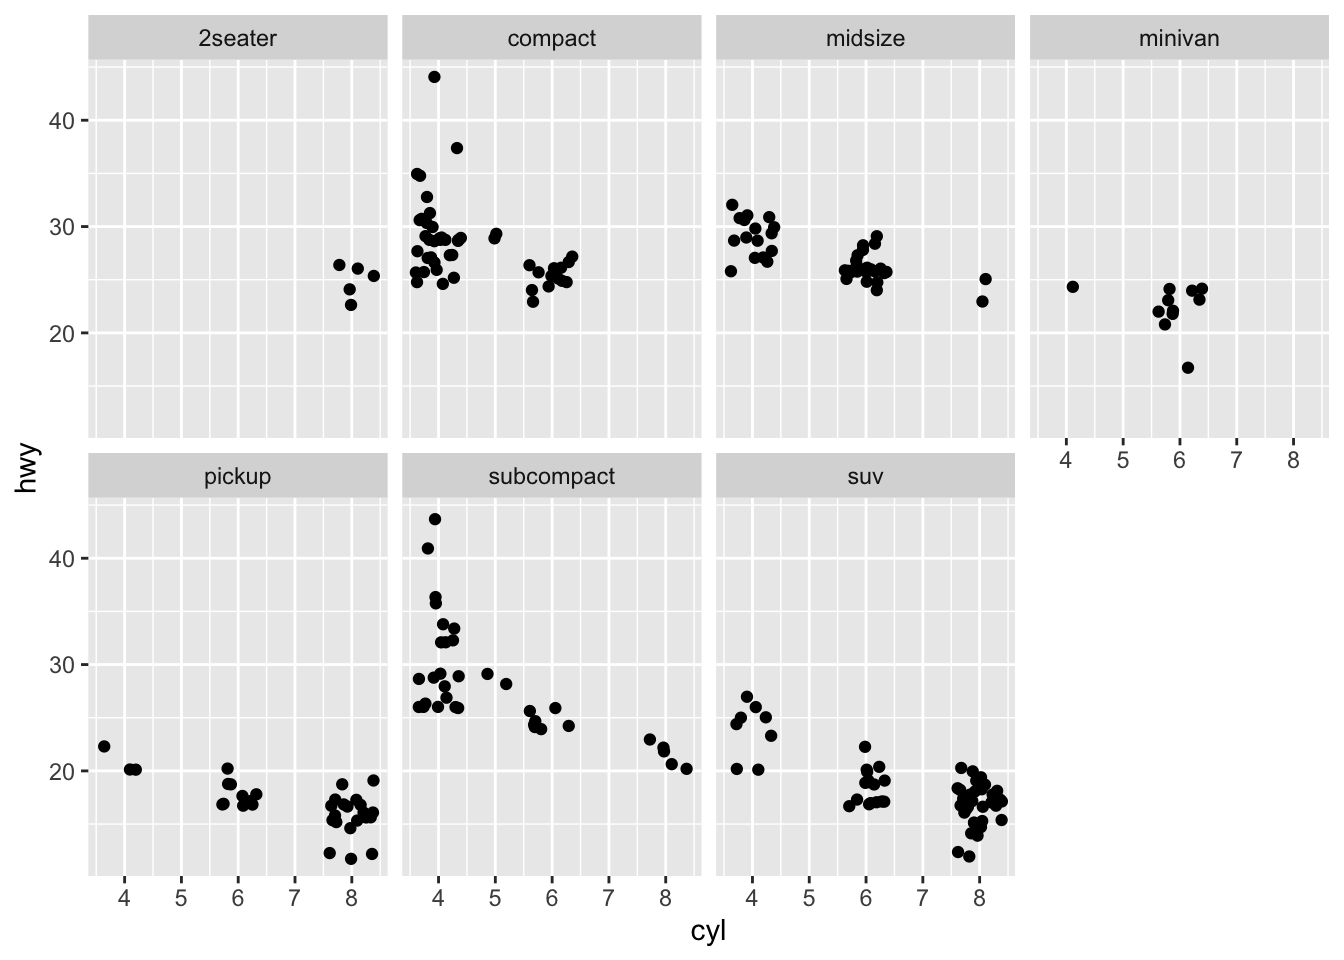 2seater compact midsize minivan
40
30
20
4 5 6 7 8
hwy
pickup subcompact suv
40
30
20
4 5 6 7 8 4 5 6 7 8 4 5 6 7 8
cyl